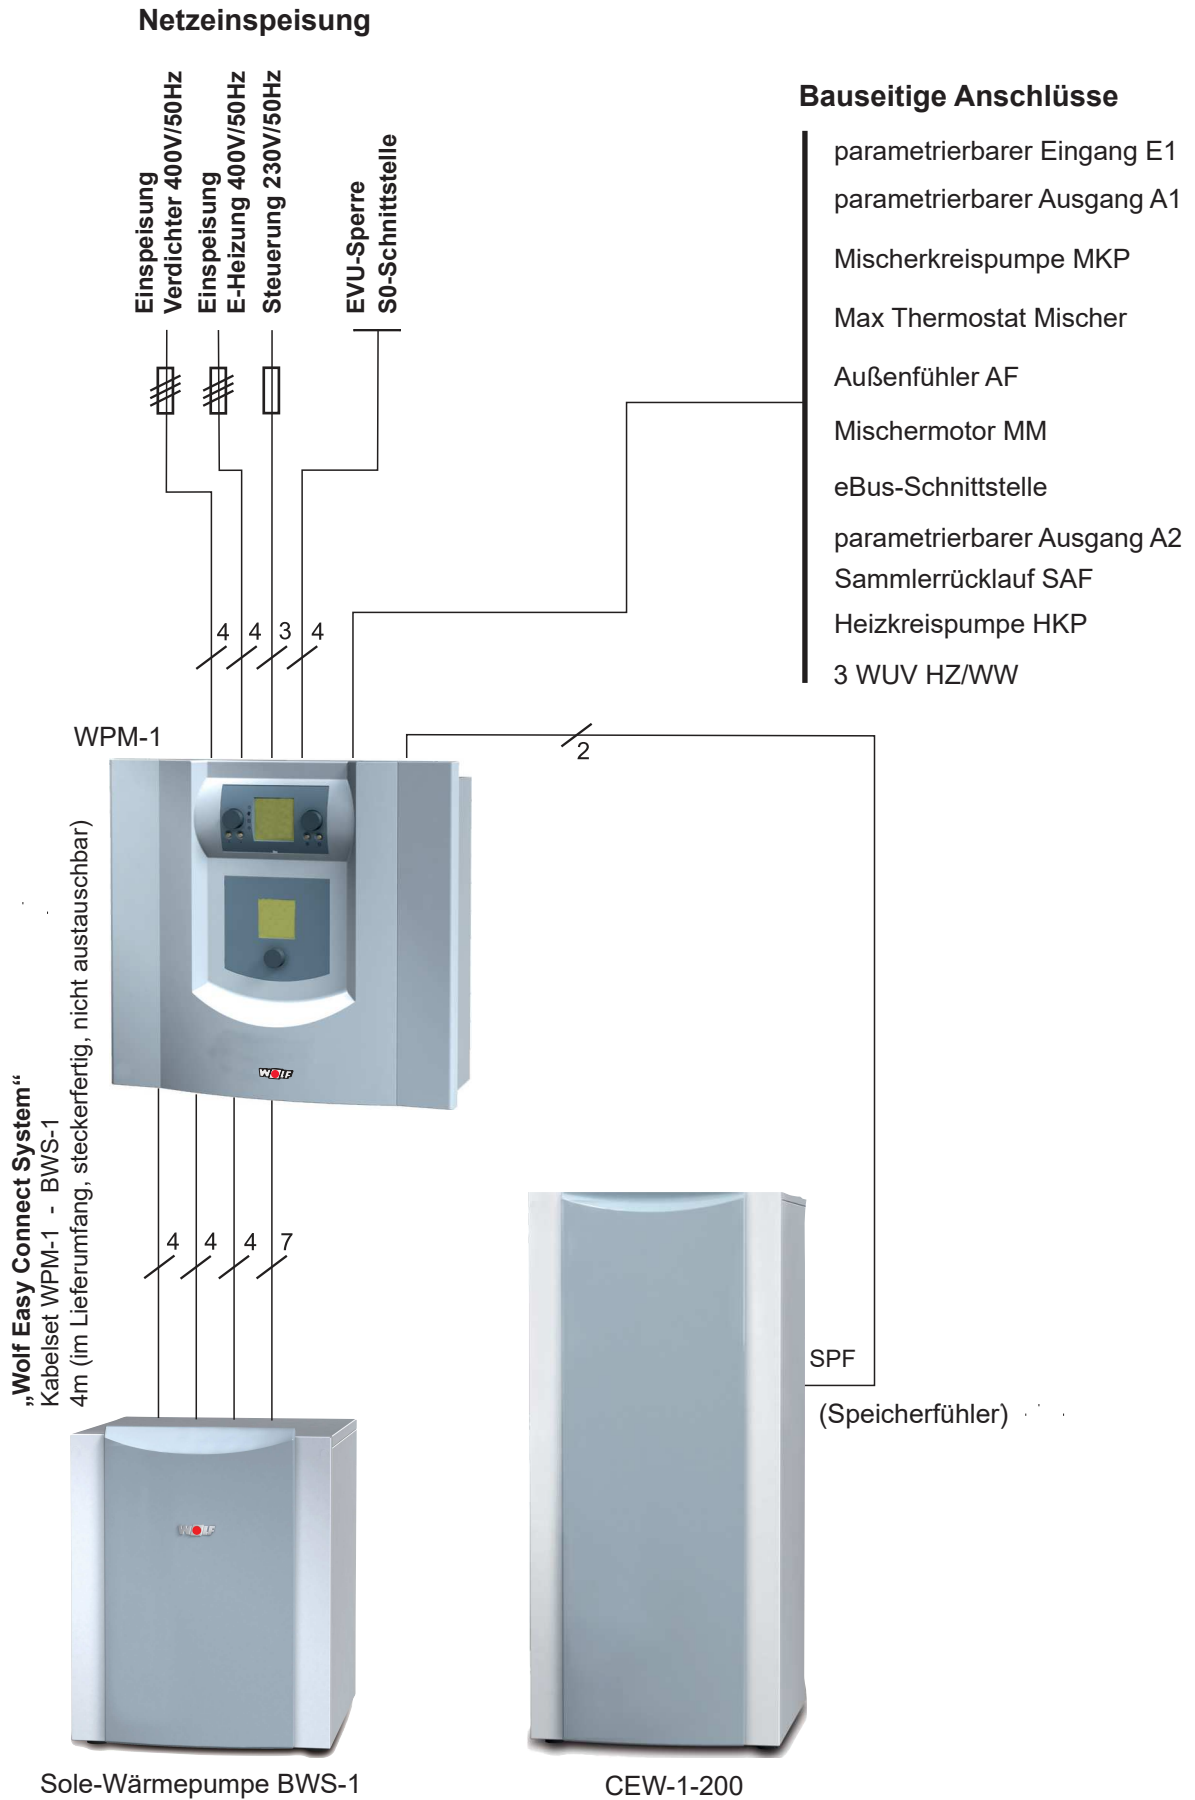 Netzeinspeisung
Einspeisung
Verdichter 400V/50Hz
Einspeisung
E-Heizung 400V/50Hz
Steuerung 230V/50Hz
EVU-Sperre
S0-Schnittstelle
Bauseitige Anschlüsse
parametrierbarer Eingang E1
parametrierbarer Ausgang A1
Mischerkreispumpe MKP
Max Thermostat Mischer
Außenfühler AF
Mischermotor MM
eBus-Schnittstelle
parametrierbarer Ausgang A2
Sammlerrücklauf SAF
Heizkreispumpe HKP
3 WUV HZ/WW
4 4 3 4
WPM-1
2
WOLF
„Wolf Easy Connect System“
Kabelset WPM-1 - BWS-1
4m (im Lieferumfang, steckerfertig, nicht austauschbar)
4 4 4 7
SPF
(Speicherfühler)
WOLF
Sole-Wärmepumpe BWS-1
CEW-1-200